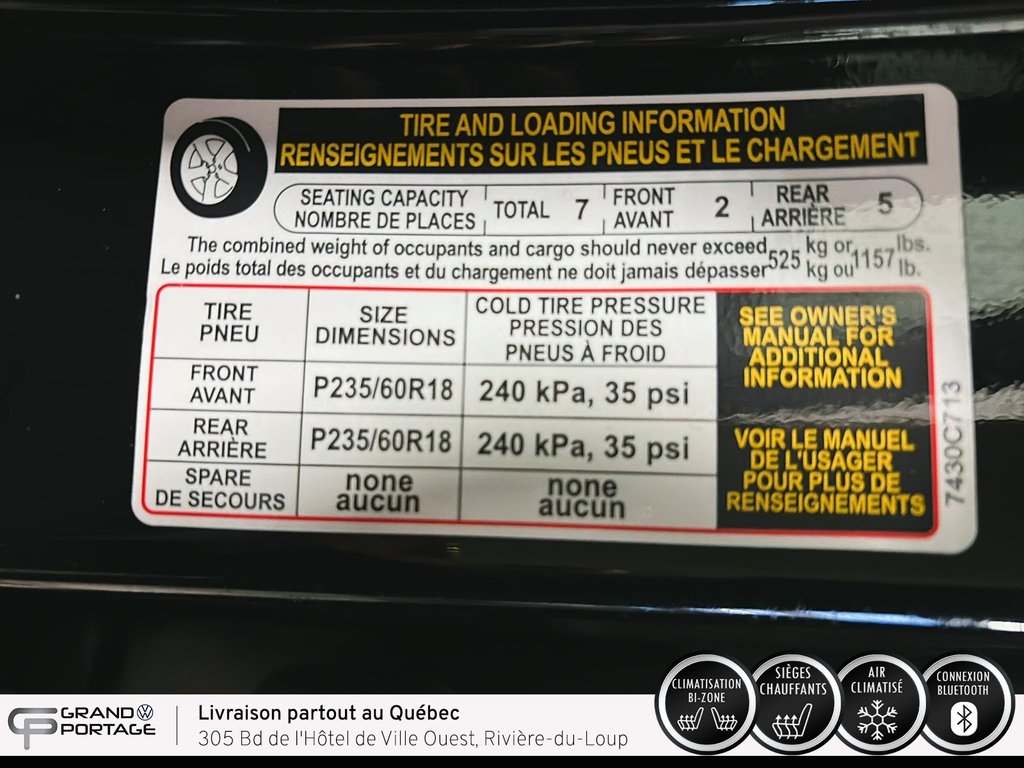 TIRE AND LOADING INFORMATION
RENSEIGNEMENTS SUR LES PNEUS ET LE CHARGEMENT
SEATING CAPACITY
NOMBRE DE PLACES
TOTAL 7
FRONT
AVANT
2
REAR
ARRIÈRE
5
The combined weight of occupants and cargo should never exceed
Le poids total des occupants et du chargement ne doit jamais dépasser
525
kg or
kg ou
1157
lbs.
lb.
TIRE
PNEU
SIZE
DIMENSIONS
COLD TIRE PRESSURE
PRESSION DES
PNEUS À FROID
FRONT
AVANT
P235/60R18
240 kPa, 35 psi
REAR
ARRIÈRE
P235/60R18
240 kPa, 35 psi
SPARE
DE SECOURS
none
aucun
none
aucun
SEE OWNER'S
MANUAL FOR
ADDITIONAL
INFORMATION
VOIR LE MANUEL
DE L'USAGER
POUR PLUS DE
RENSEIGNEMENTS
7430C713
GP
GRAND
PORTAGE
Livraison partout au Québec
305 Bd de l'Hôtel de Ville Ouest, Rivière-du-Loup
CLIMATISATION
BI-ZONE
SIÈGES
CHAUFFANTS
AIR
CLIMATISÉ
CONNEXION
BLUETOOTH